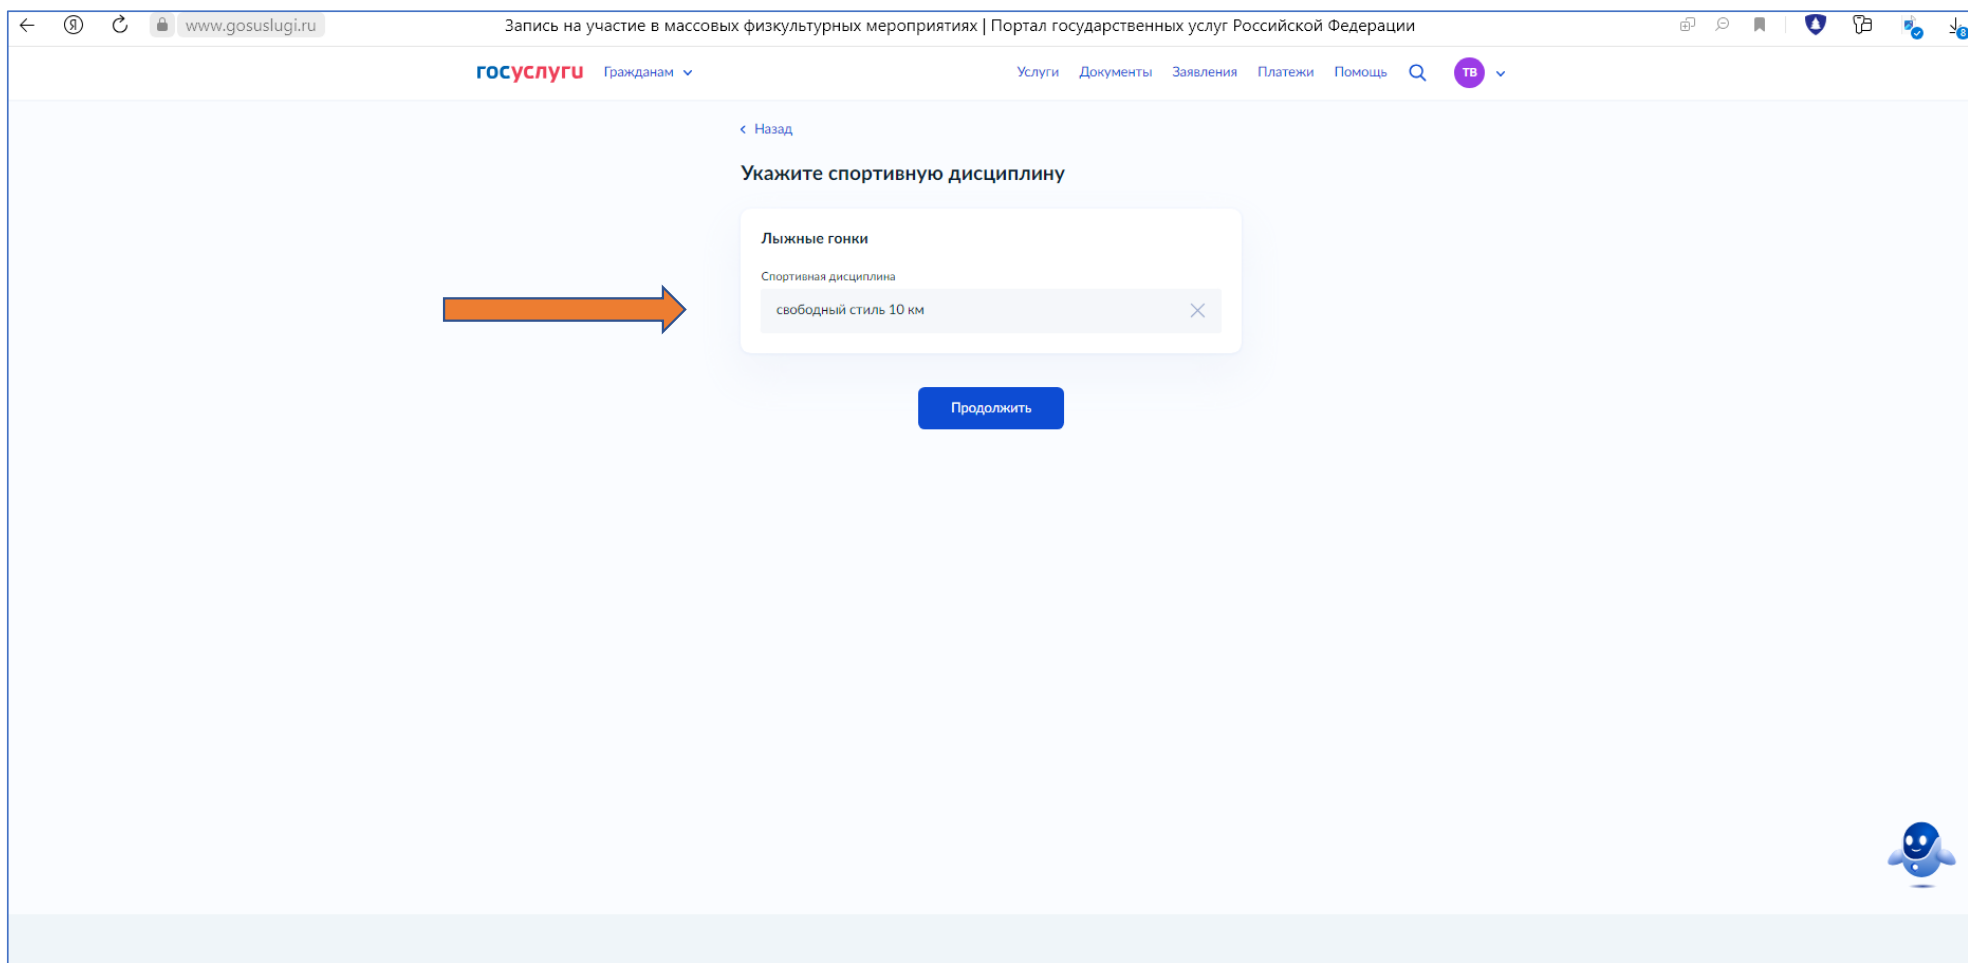 www.gosuslugi.ru
Запись на участие в массовых физкультурных мероприятиях | Портал государственных услуг Российской Федерации
8
госуслуги Гражданам Услуги Документы Заявления Платежи Помощь ТВ
Назад
Укажите спортивную дисциплину
Лыжные гонки
Спортивная дисциплина
свободный стиль 10 км
Продолжить